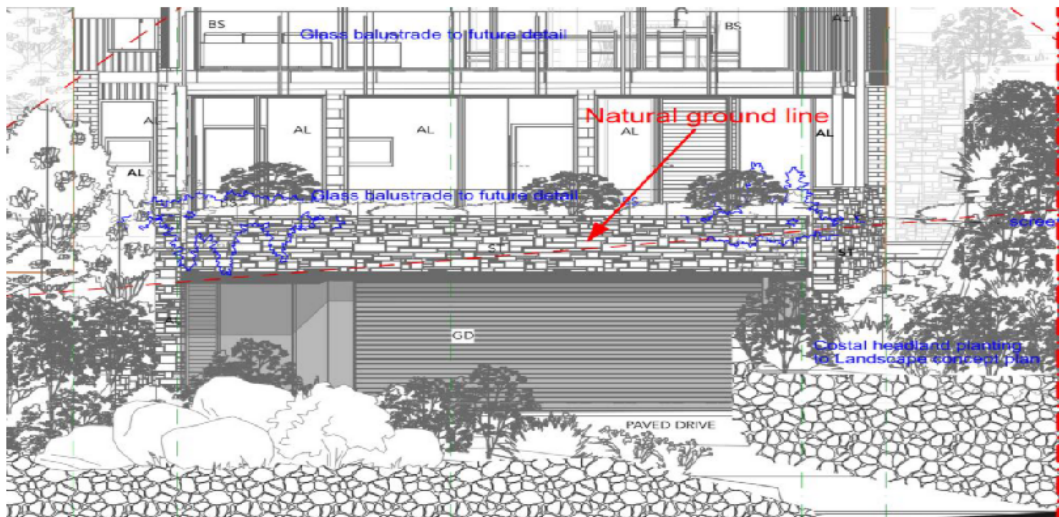 BS
Glass balustrade to future detail
BS
Natural ground line
AL
AL
AL
AL
AL
AL
Glass balustrade to future detail
scree
ST
ST
GD
Costal headland planting
to Landscape concept plan
PAVED DRIVE